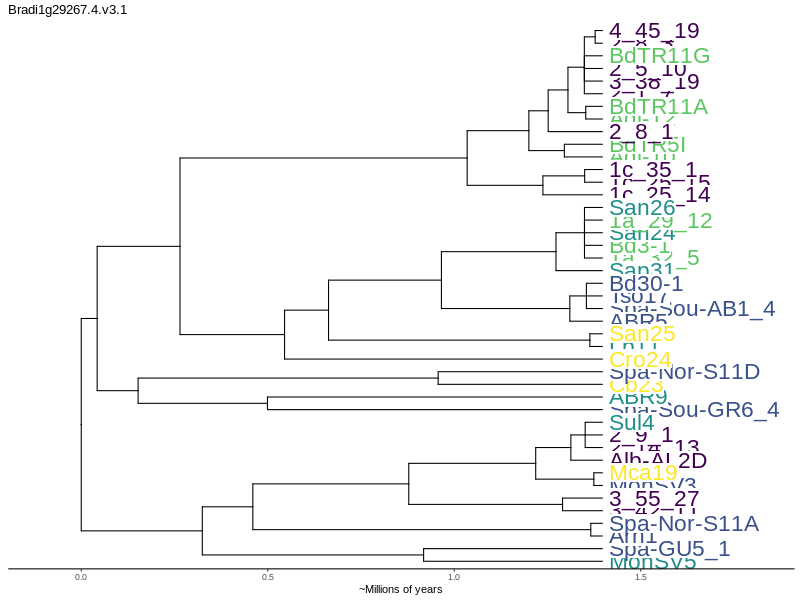 Bradi1g29267.4.v3.1
4_45_19
BdTR11G
2_5_10
3_38_19
BdTR11A
2_8_1
BdTR5I
1c_35_1
1c_25_14
San26
1a_29_12
San24
Bd3-1
San31
Bd30-1
Spa-Sou-AB1_4
ABR5
San25
Cro24
Spa-Nor-S11D
Cb23
ABR9
Spa-Sou-GR6_4
Sul4
2_9_1
2_14_13
Alb-AL2D
Mca19
MonSV3
3_55_27
Spa-Nor-S11A
Arn1
Spa-GU5_1
MonSV5
0.0 0.5 1.0 1.5
~Millions of years